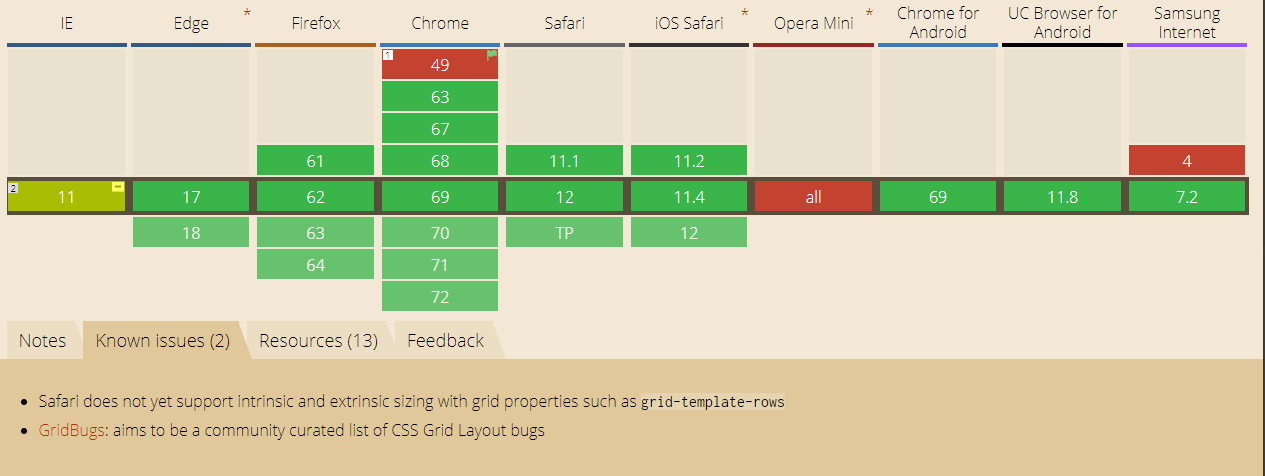 IE Edge * Firefox Chrome Safari iOS Safari * Opera Mini * Chrome for Android UC Browser for Android Samsung Internet
1 49
63
67
61 68 11.1 11.2 4
2 11 17 62 69 12 11.4 all 69 11.8 7.2
18 63 70 TP 12
64 71
72
Notes Known issues (2) Resources (13) Feedback
Safari does not yet support intrinsic and extrinsic sizing with grid properties such as grid-template-rows
GridBugs: aims to be a community curated list of CSS Grid Layout bugs